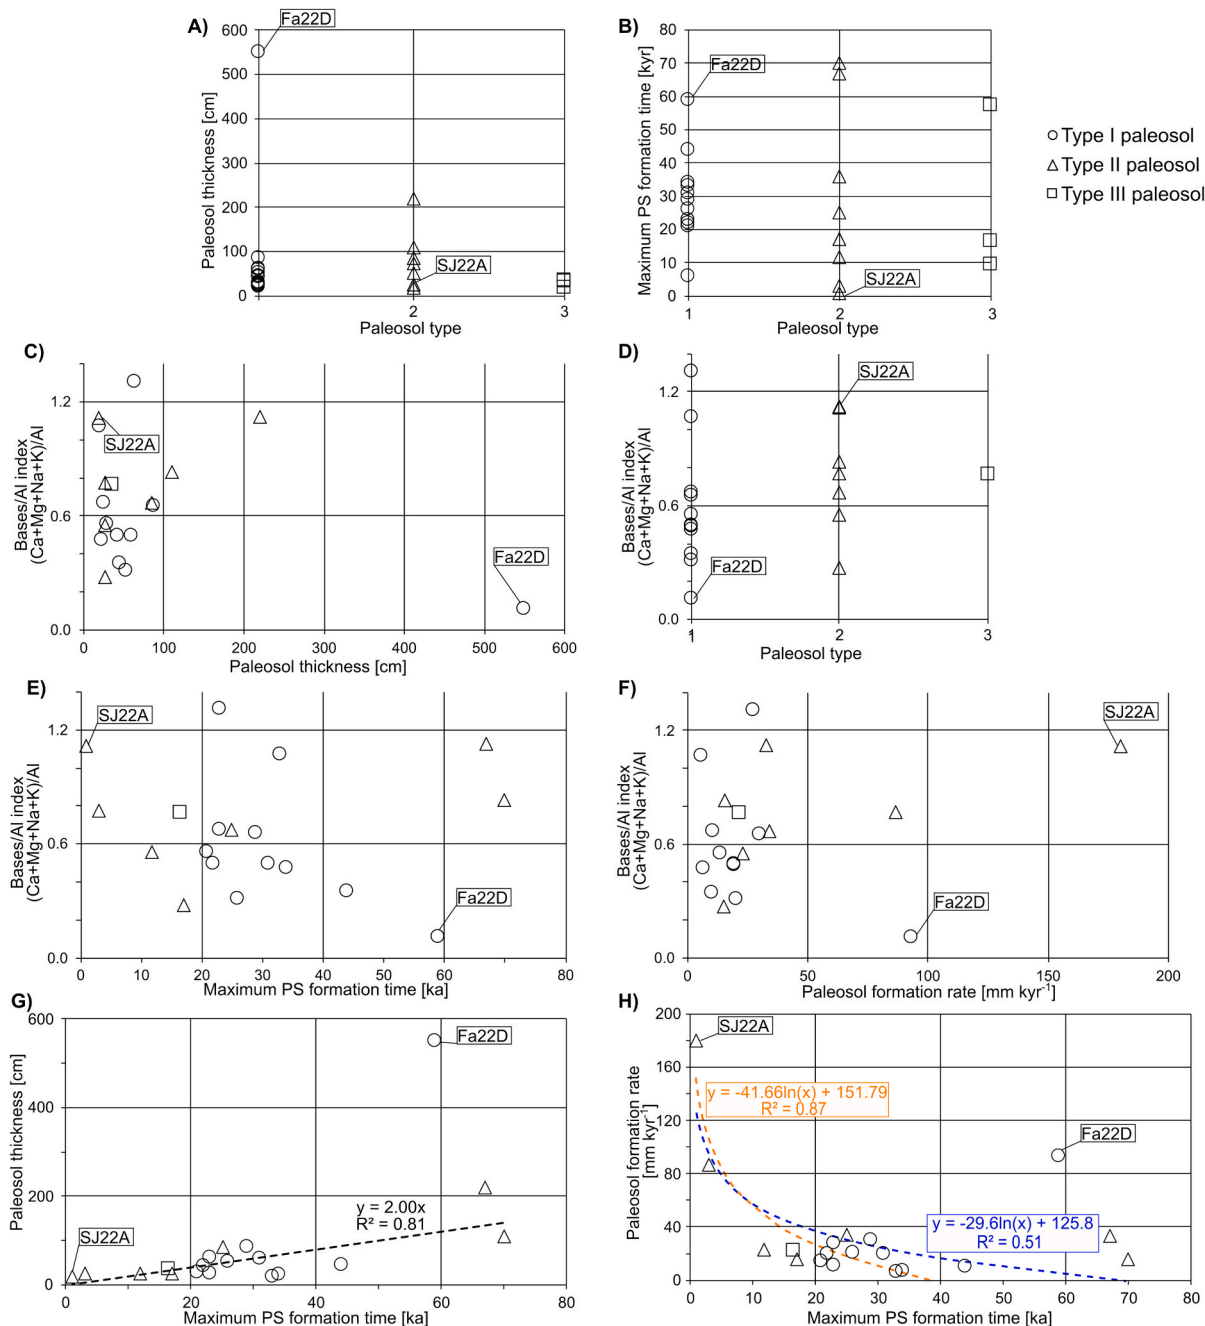 A)
Fa22D
600
500
400
300
200
100
0
Paleosol thickness [cm]
SJ22A
2
3
Paleosol type
B)
80
70
60
50
40
30
20
10
0
Maximum PS formation time [kyr]
Fa22D
SJ22A
1
2
3
Paleosol type
Type I paleosol
Type II paleosol
Type III paleosol
C)
1.2
0.6
0.0
Bases/Al index
(Ca+Mg+Na+K)/Al
SJ22A
Fa22D
0
100
200
300
400
500
600
Paleosol thickness [cm]
D)
1.2
0.6
0.0
Bases/Al index
(Ca+Mg+Na+K)/Al
SJ22A
Fa22D
1
2
3
Paleosol type
E)
SJ22A
1.2
0.6
0.0
Bases/Al index
(Ca+Mg+Na+K)/Al
Fa22D
0
10
20
30
40
50
60
80
Maximum PS formation time [ka]
F)
SJ22A
1.2
0.6
0.0
Bases/Al index
(Ca+Mg+Na+K)/Al
Fa22D
0
50
100
150
200
Paleosol formation rate [mm kyr⁻¹]
G)
600
400
200
0
Paleosol thickness [cm]
Fa22D
y = 2.00x
R² = 0.81
SJ22A
0
20
40
60
80
Maximum PS formation time [ka]
H)
200
160
120
80
40
0
Paleosol formation rate
[mm kyr⁻¹]
SJ22A
y = -41.66ln(x) + 151.79
R² = 0.87
Fa22D
y = -29.6ln(x) + 125.8
R² = 0.51
0
10
20
30
40
50
60
70
80
Maximum PS formation time [ka]